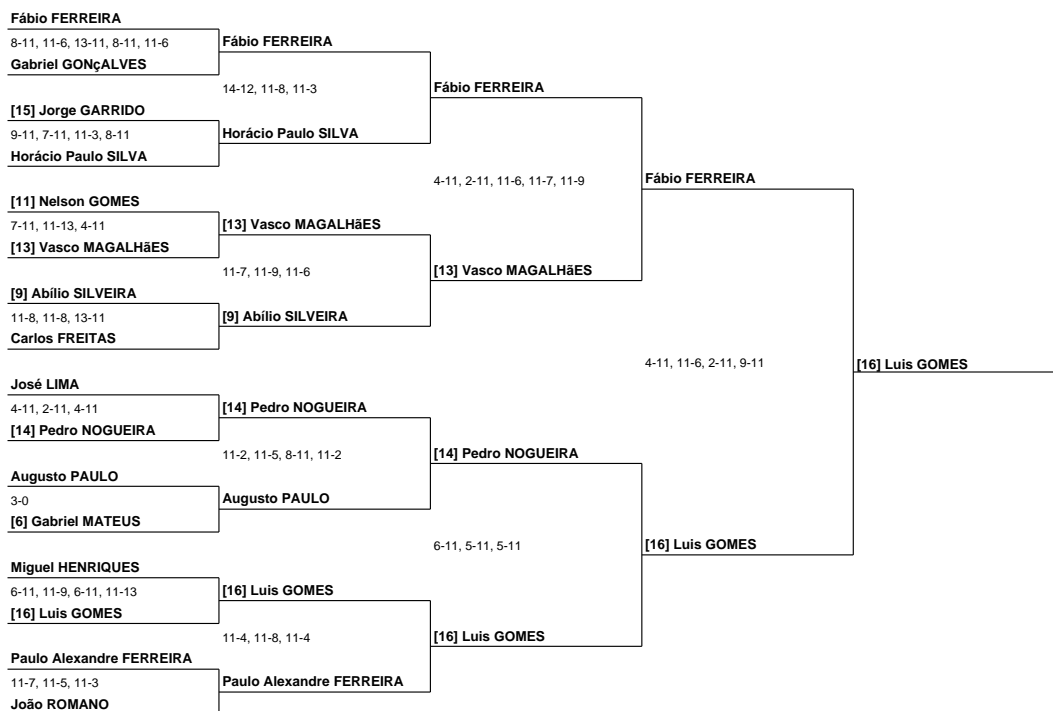 Fábio FERREIRA
8-11, 11-6, 13-11, 8-11, 11-6
Fábio FERREIRA
Gabriel GONçALVES
14-12, 11-8, 11-3
Fábio FERREIRA
[15] Jorge GARRIDO
9-11, 7-11, 11-3, 8-11
Horácio Paulo SILVA
Horácio Paulo SILVA
4-11, 2-11, 11-6, 11-7, 11-9
Fábio FERREIRA
[11] Nelson GOMES
7-11, 11-13, 4-11
[13] Vasco MAGALHãES
[13] Vasco MAGALHãES
11-7, 11-9, 11-6
[13] Vasco MAGALHãES
[9] Abílio SILVEIRA
11-8, 11-8, 13-11
[9] Abílio SILVEIRA
Carlos FREITAS
4-11, 11-6, 2-11, 9-11
[16] Luis GOMES
José LIMA
4-11, 2-11, 4-11
[14] Pedro NOGUEIRA
[14] Pedro NOGUEIRA
11-2, 11-5, 8-11, 11-2
[14] Pedro NOGUEIRA
Augusto PAULO
3-0
Augusto PAULO
[6] Gabriel MATEUS
6-11, 5-11, 5-11
[16] Luis GOMES
Miguel HENRIQUES
6-11, 11-9, 6-11, 11-13
[16] Luis GOMES
[16] Luis GOMES
11-4, 11-8, 11-4
[16] Luis GOMES
Paulo Alexandre FERREIRA
11-7, 11-5, 11-3
Paulo Alexandre FERREIRA
João ROMANO